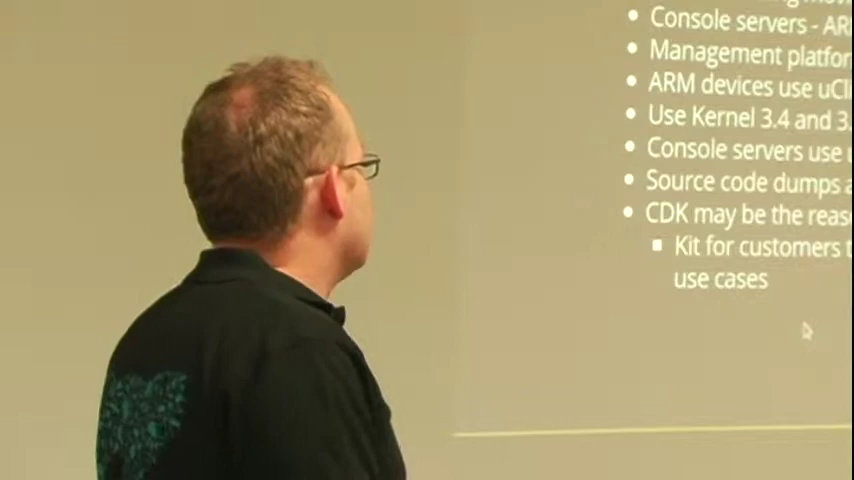 Console servers - AR
Management platfor
ARM devices use uCli
Use Kernel 3.4 and 3.
Console servers use
Source code dumps a
CDK may be the reas
Kit for customers t
use cases